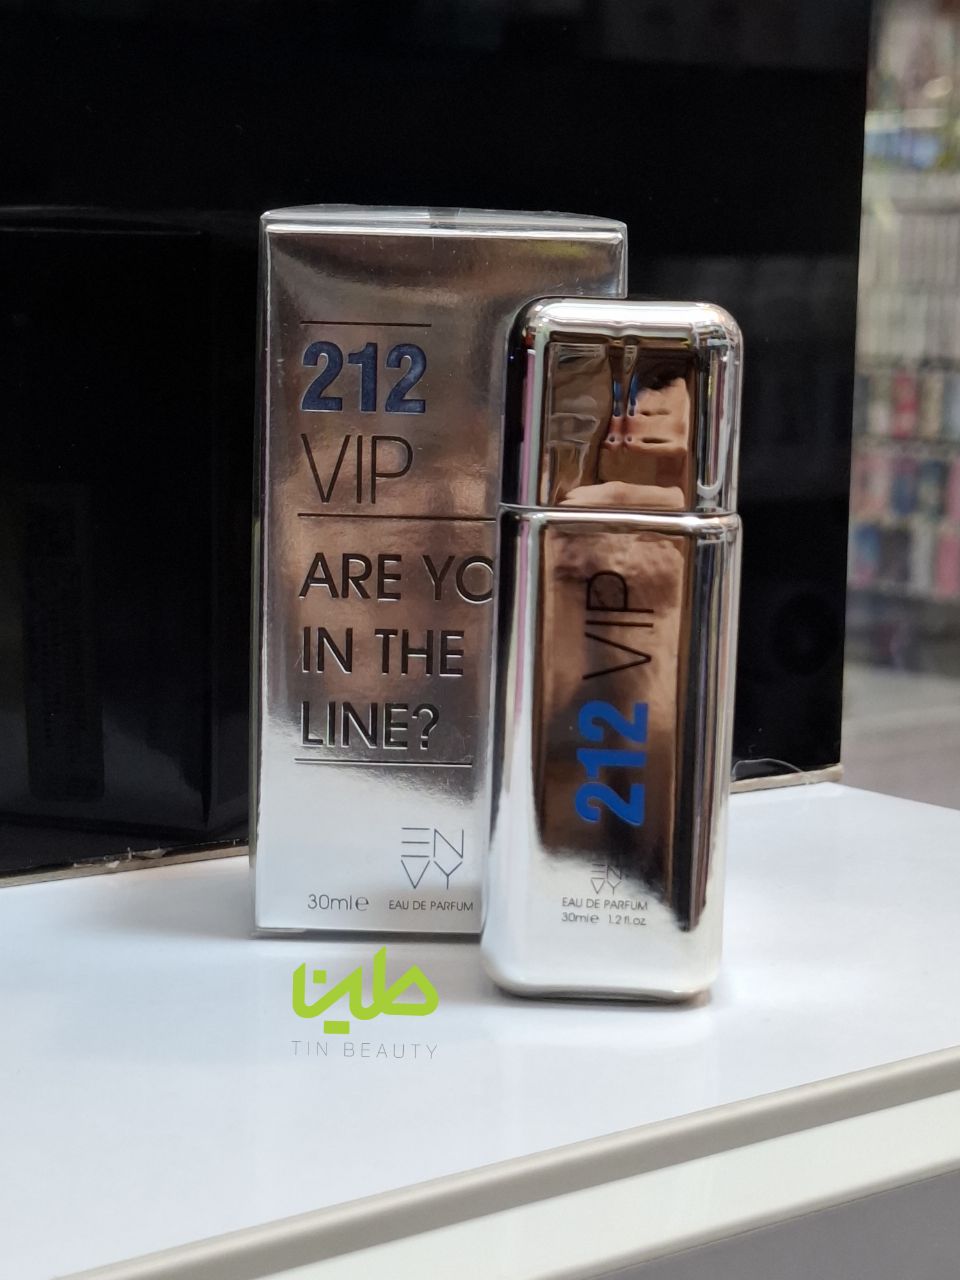 212
VIP
ARE YO
IN THE
LINE?
EN
VY
30ml℮ EAU DE PARFUM
212 VIP
EN
VY
EAU DE PARFUM
30ml℮ 1.2 fl.oz
طینا
TIN BEAUTY